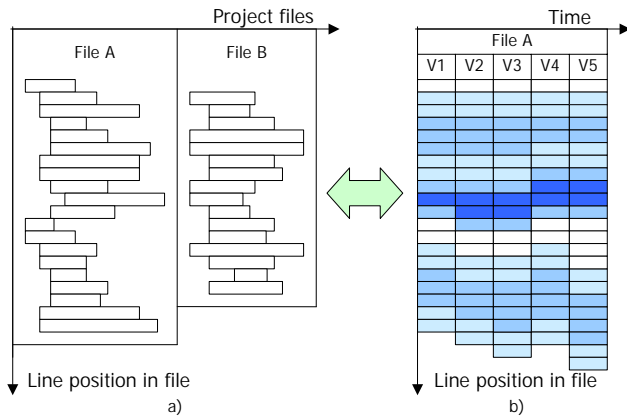 Project files
File A
File B
Line position in file
a)
Time
File A
V1 V2 V3 V4 V5
Line position in file
b)